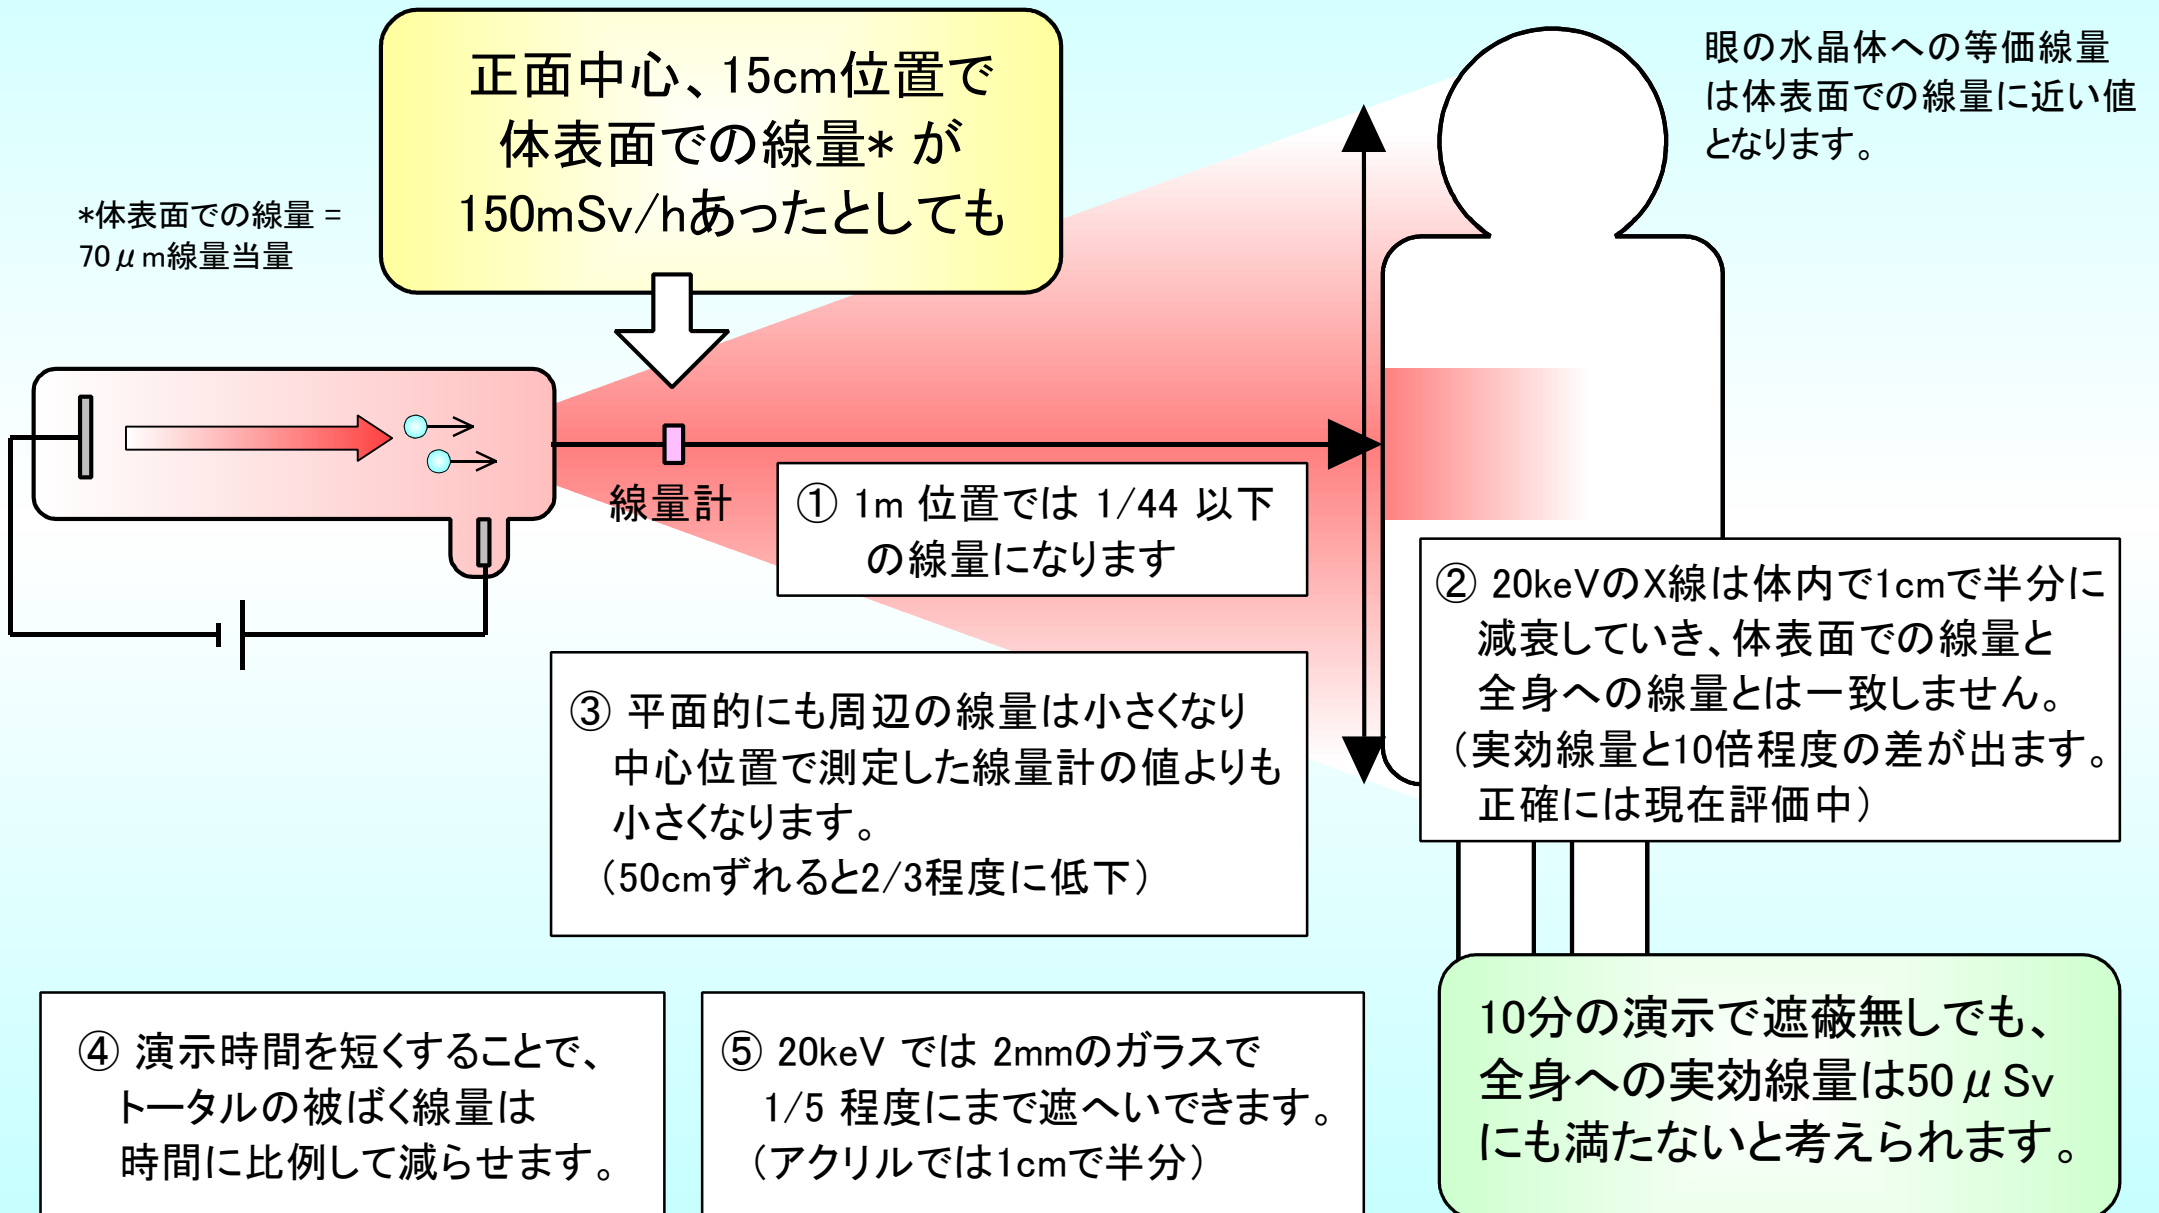 正面中心、15cm位置で
体表面での線量* が
150mSv/hあったとしても
眼の水晶体への等価線量
は体表面での線量に近い値
となります。
*体表面での線量 =
70μm線量当量
線量計
① 1m 位置では 1/44 以下
の線量になります
② 20keVのX線は体内で1cmで半分に
減衰していき、体表面での線量と
全身への線量とは一致しません。
(実効線量と10倍程度の差が出ます。
正確には現在評価中)
③ 平面的にも周辺の線量は小さくなり
中心位置で測定した線量計の値よりも
小さくなります。
(50cmずれると2/3程度に低下)
④ 演示時間を短くすることで、
トータルの被ばく線量は
時間に比例して減らせます。
⑤ 20keV では 2mmのガラスで
1/5 程度にまで遮へいできます。
(アクリルでは1cmで半分)
10分の演示で遮蔽無しでも、
全身への実効線量は50μSv
にも満たないと考えられます。